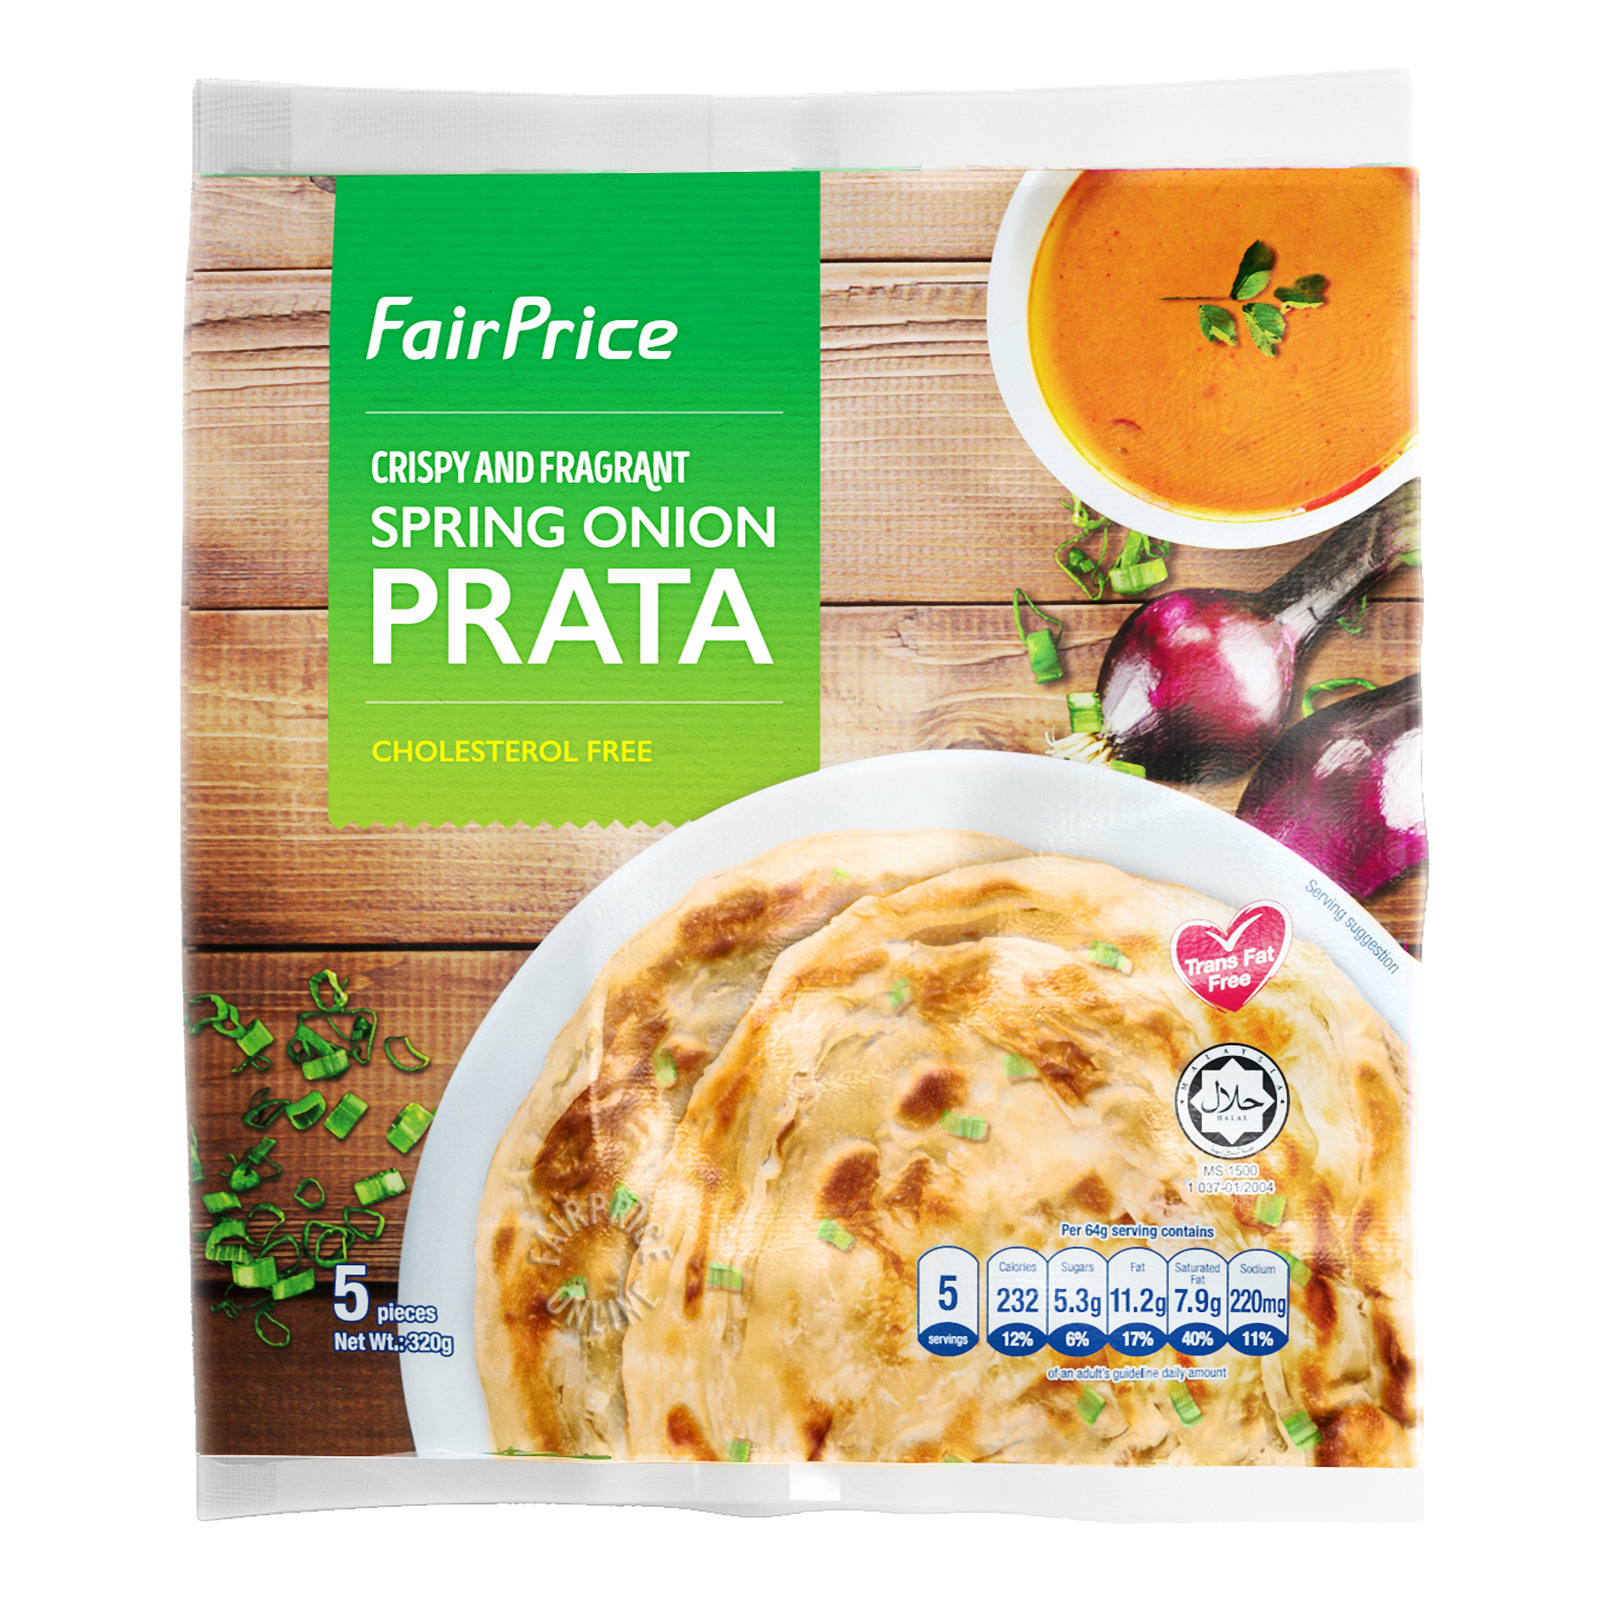 FairPrice
CRISPY AND FRAGRANT
SPRING ONION
PRATA
CHOLESTEROL FREE
Serving suggestion
Trans Fat
Free
MALAYSIA
حلال
HALAL
MS 1500
1 037-01/2004
FAIRPRICE
ONLINE
5 pieces
Net Wt.: 320g
Per 64g serving contains
5 servings
Calories 232 12%
Sugars 5.3g 6%
Fat 11.2g 17%
Saturated Fat 7.9g 40%
Sodium 220mg 11%
of an adult's guideline daily amount